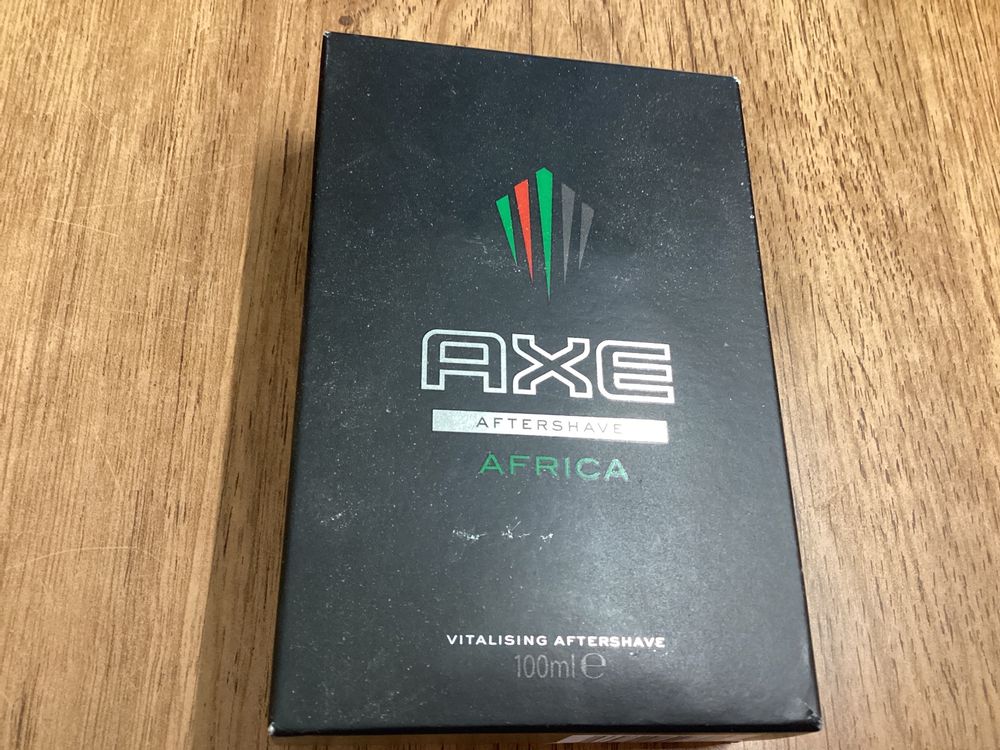 AXE
AFTERSHAVE
AFRICA
VITALISING AFTERSHAVE
100ml ℮